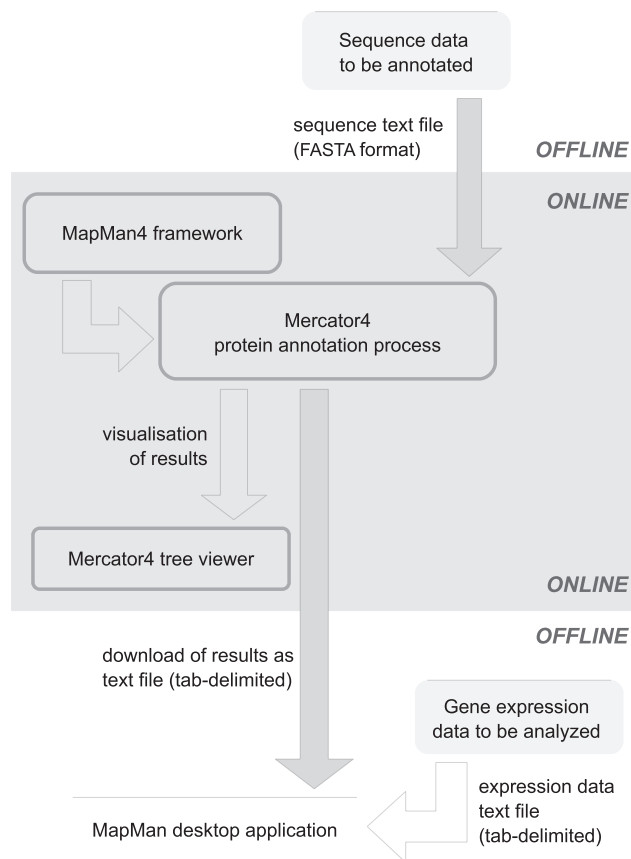 Sequence data
to be annotated
sequence text file
(FASTA format)
OFFLINE
ONLINE
MapMan4 framework
Mercator4
protein annotation process
visualisation
of results
Mercator4 tree viewer
ONLINE
OFFLINE
download of results as
text file (tab-delimited)
Gene expression
data to be analyzed
expression data
text file
(tab-delimited)
MapMan desktop application